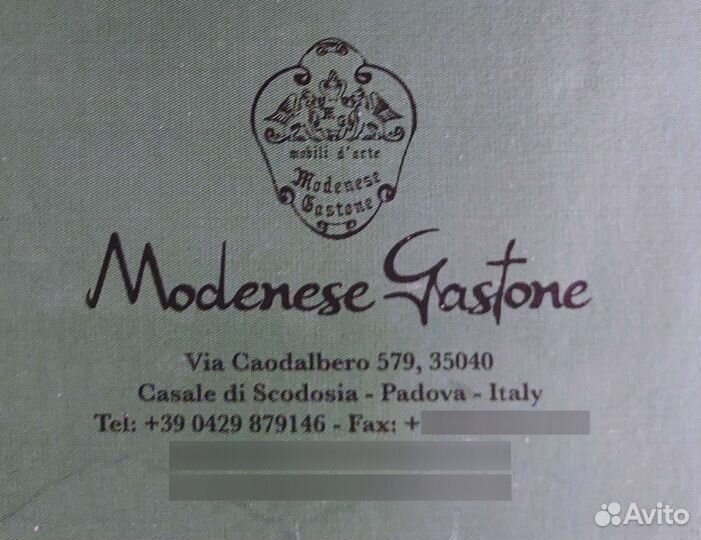 MG
mobili d'arte
Modenese
Gastone
Modenese Gastone
Via Caodalbero 579, 35040
Casale di Scodosia - Padova - Italy
Tel: +39 0429 879146 - Fax: +
Avito